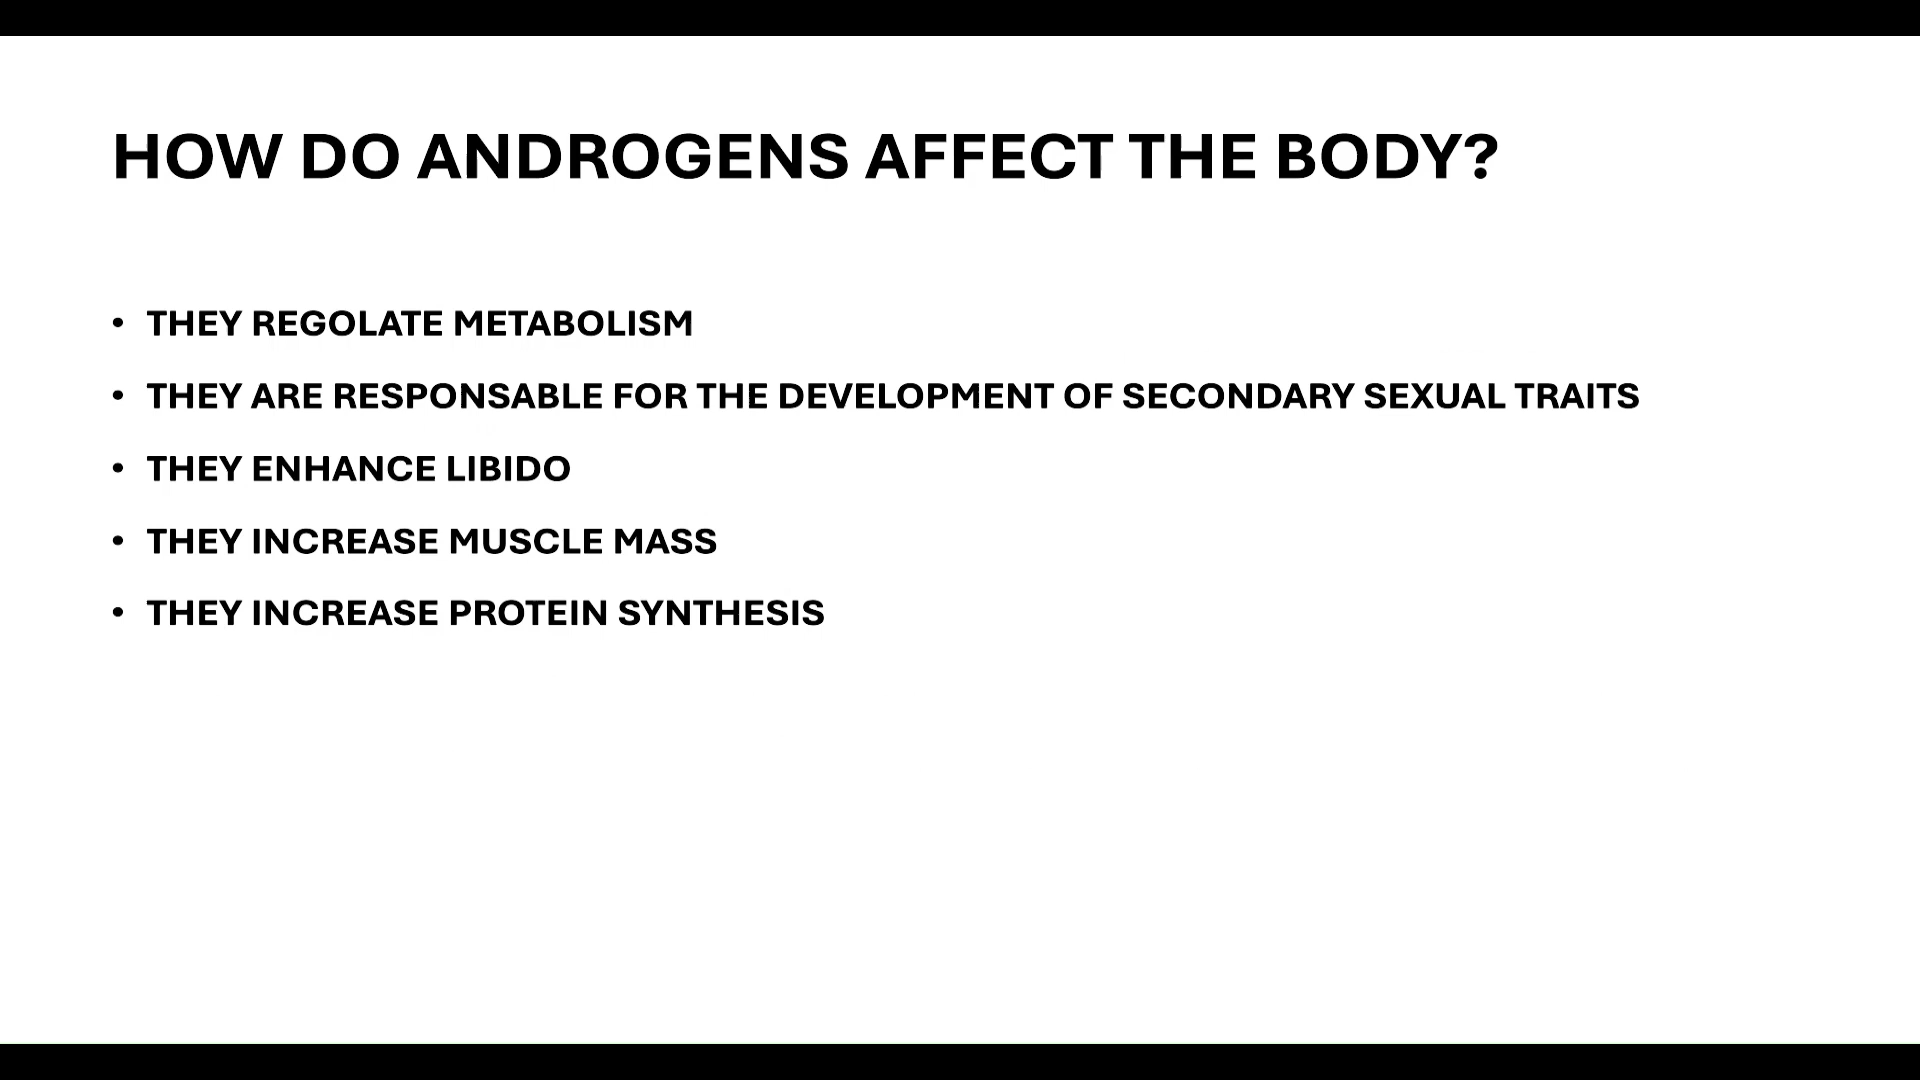 HOW DO ANDROGENS AFFECT THE BODY?
• THEY REGOLATE METABOLISM
• THEY ARE RESPONSABLE FOR THE DEVELOPMENT OF SECONDARY SEXUAL TRAITS
• THEY ENHANCE LIBIDO
• THEY INCREASE MUSCLE MASS
• THEY INCREASE PROTEIN SYNTHESIS